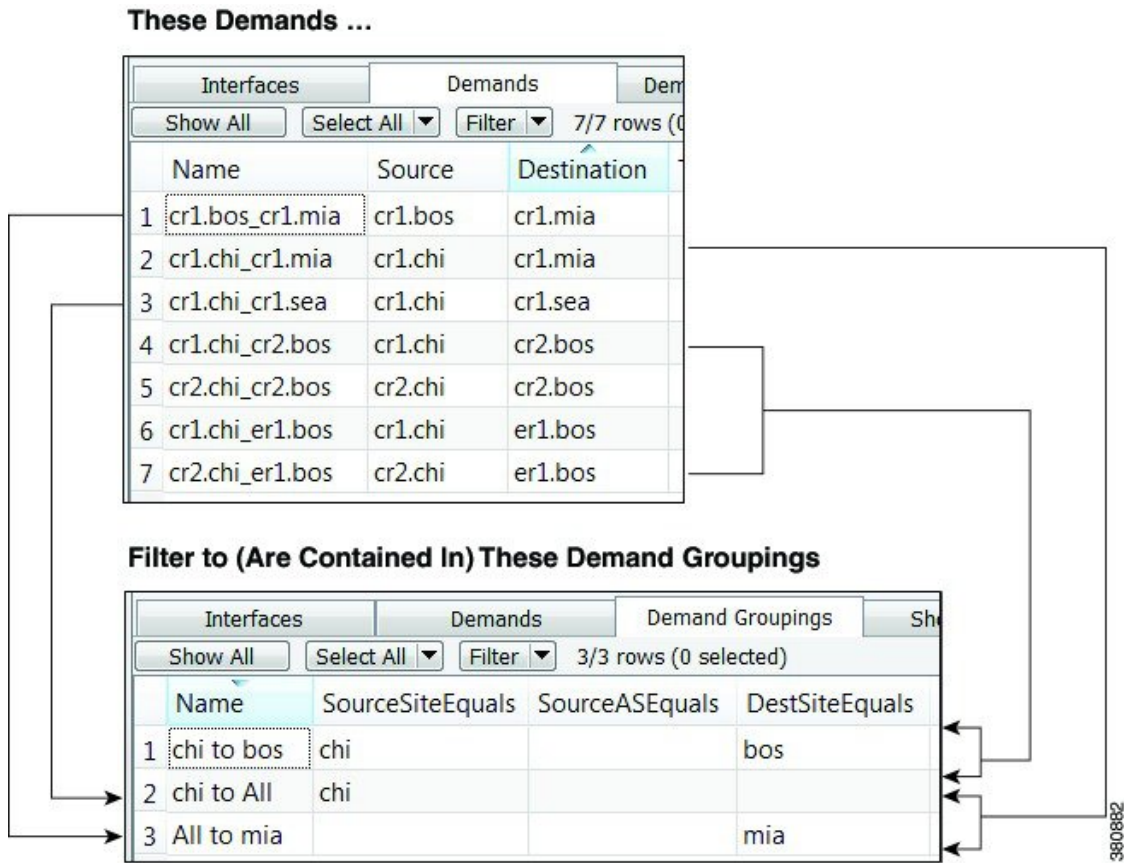 These Demands ...
Interfaces Demands Dem
Show All Select All Filter 7/7 rows (0
Name Source Destination
1 cr1.bos_cr1.mia cr1.bos cr1.mia
2 cr1.chi_cr1.mia cr1.chi cr1.mia
3 cr1.chi_cr1.sea cr1.chi cr1.sea
4 cr1.chi_cr2.bos cr1.chi cr2.bos
5 cr2.chi_cr2.bos cr2.chi cr2.bos
6 cr1.chi_er1.bos cr1.chi er1.bos
7 cr2.chi_er1.bos cr2.chi er1.bos
Filter to (Are Contained In) These Demand Groupings
Interfaces Demands Demand Groupings Sh
Show All Select All Filter 3/3 rows (0 selected)
Name SourceSiteEquals SourceASEquals DestSiteEquals
1 chi to bos chi bos
2 chi to All chi
3 All to mia mia
380882